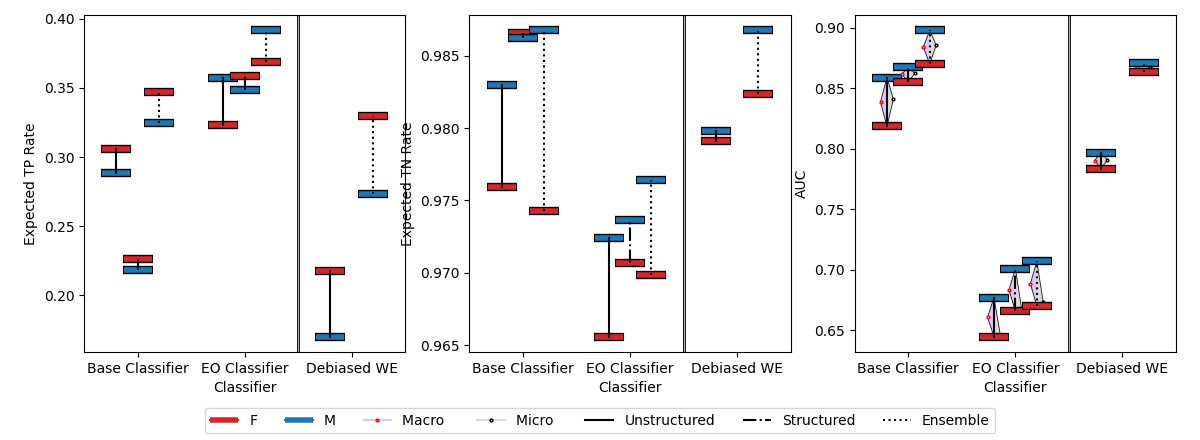 Expected TP Rate
0.40
0.35
0.30
0.25
0.20
Base Classifier EO Classifier Debiased WE
Classifier
Expected TN Rate
0.985
0.980
0.975
0.970
0.965
Base Classifier EO Classifier Debiased WE
Classifier
AUC
0.90
0.85
0.80
0.75
0.70
0.65
Base Classifier EO Classifier Debiased WE
Classifier
F M Macro Micro Unstructured Structured Ensemble